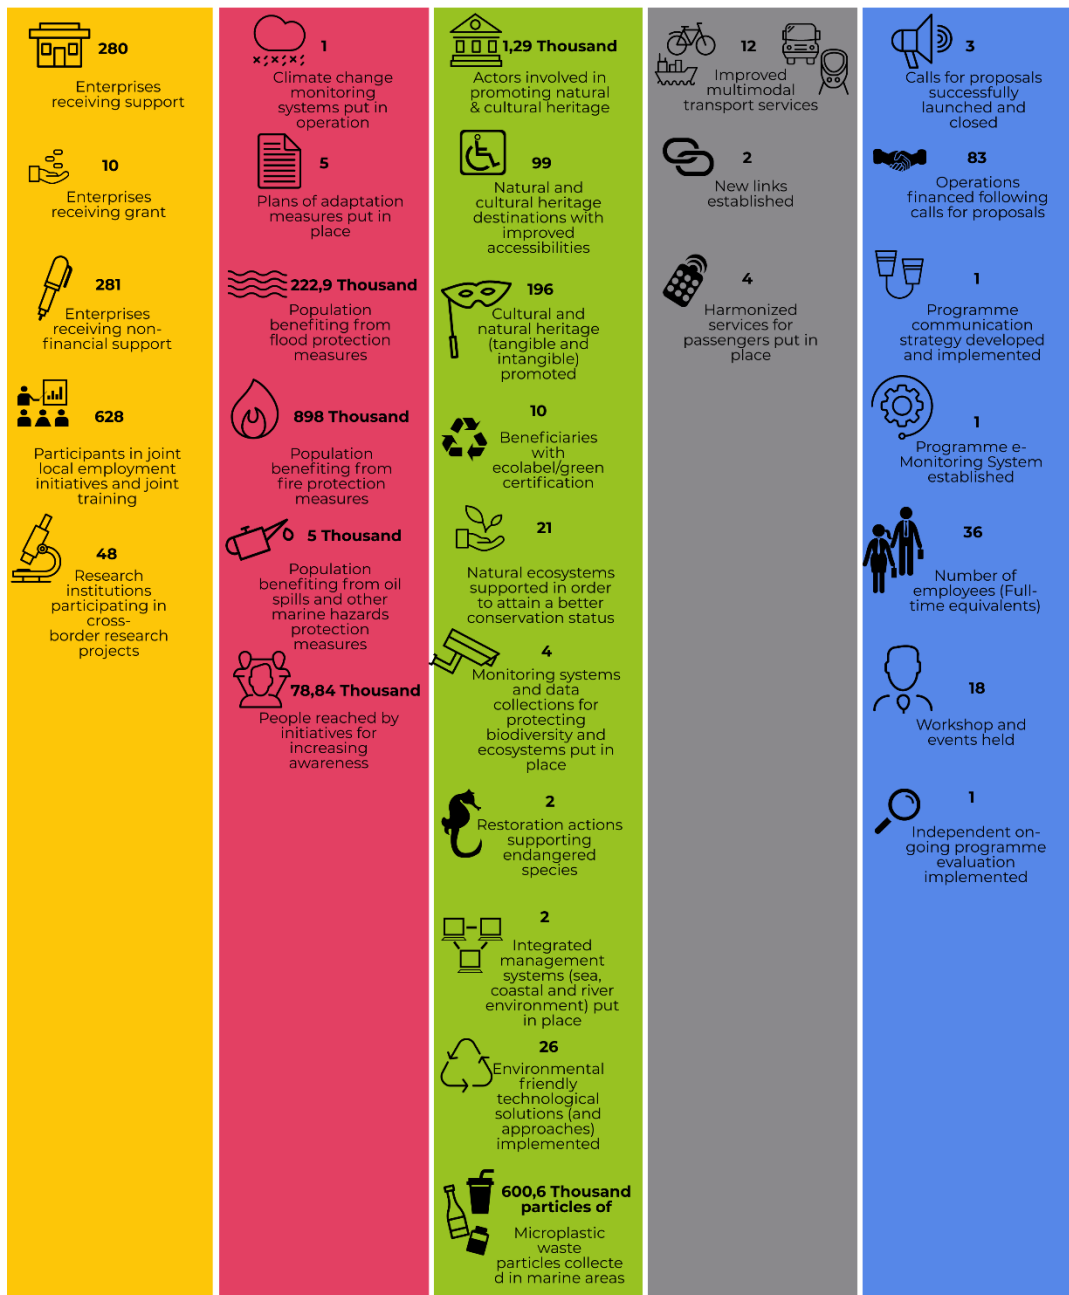 280
Enterprises
receiving support
10
Enterprises
receiving grant
281
Enterprises
receiving non-
financial support
628
Participants in joint
local employment
initiatives and joint
training
48
Research
institutions
participating in
cross-
border research
projects
1
Climate change
monitoring
systems put in
operation
5
Plans of adaptation
measures put in
place
222,9 Thousand
Population
benefiting from
flood protection
measures
898 Thousand
Population
benefiting from
fire protection
measures
5 Thousand
Population
benefiting from oil
spills and other
marine hazards
protection
measures
78,84 Thousand
People reached by
initiatives for
increasing
awareness
1,29 Thousand
Actors involved in
promoting natural
& cultural heritage
99
Natural and
cultural heritage
destinations with
improved
accessibilities
196
Cultural and
natural heritage
(tangible and
intangible)
promoted
10
Beneficiaries
with
ecolabel/green
certification
21
Natural ecosystems
supported in order
to attain a better
conservation status
4
Monitoring systems
and data
collections for
protecting
biodiversity and
ecosystems put in
place
2
Restoration actions
supporting
endangered
species
2
Integrated
management
systems (sea,
coastal and river
environment) put
in place
26
Environmental
friendly
technological
solutions (and
approaches)
implemented
600,6 Thousand
particles of
Microplastic
waste
particles collecte
d in marine areas
12
Improved
multimodal
transport services
2
New links
established
4
Harmonized
services for
passengers put in
place
3
Calls for proposals
successfully
launched and
closed
83
Operations
financed following
calls for proposals
1
Programme
communication
strategy developed
and implemented
1
Programme e-
Monitoring System
established
36
Number of
employees (Full-
time equivalents)
18
Workshop and
events held
1
Independent on-
going programme
evaluation
implemented